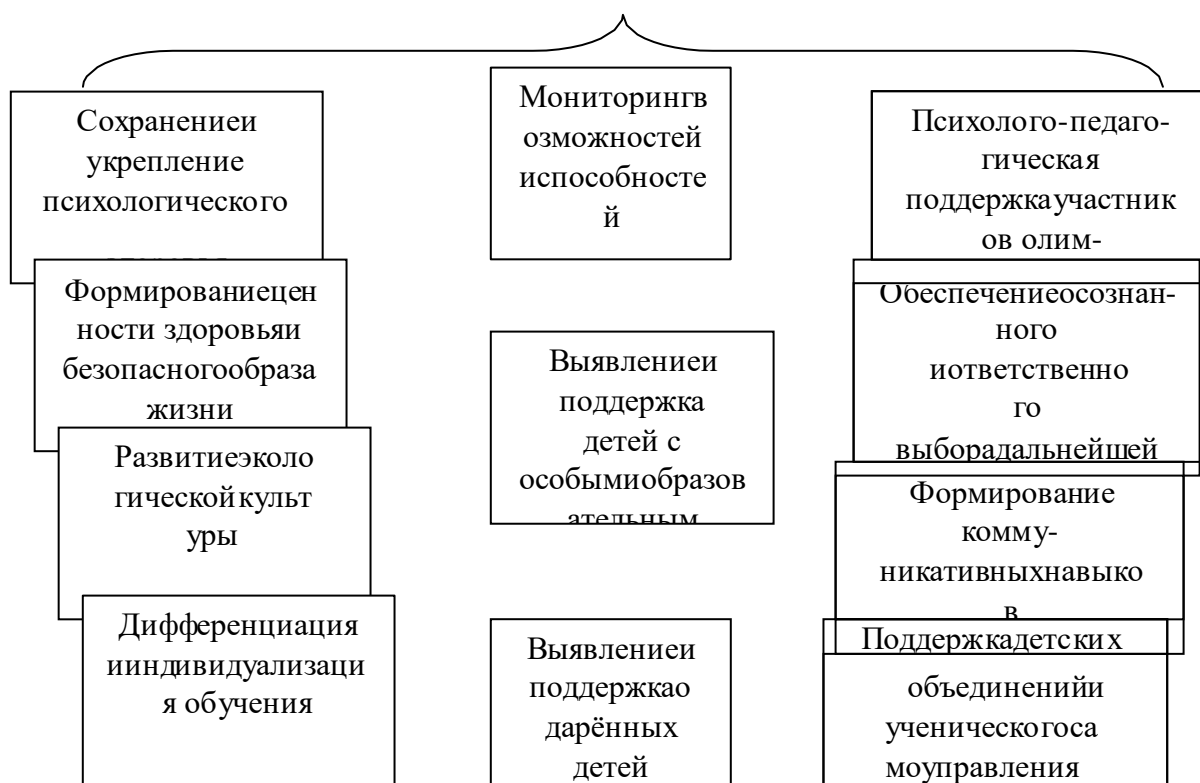 Сохранениеи
укрепление
психологического
Формированиецен
ности здоровьяи
безопасногообраза
жизни
Развитиеэколо
гическойкульт
уры
Дифференциация
ииндивидуализаци
я обучения
Мониторингв
озможностей
испособносте
й
Выявлениеи
поддержка
детей с
особымиобразов
ательным
Выявлениеи
поддержкао
дарённых
детей
Психолого-педаго-
гическая
поддержкаучастник
ов олим-
Обеспечениеосознан-
ного
иответственно
го
выборадальнейшей
Формирование
комму-
никативныхнавыко
в
Поддержкадетских
объединенийи
ученическогоса
моуправления